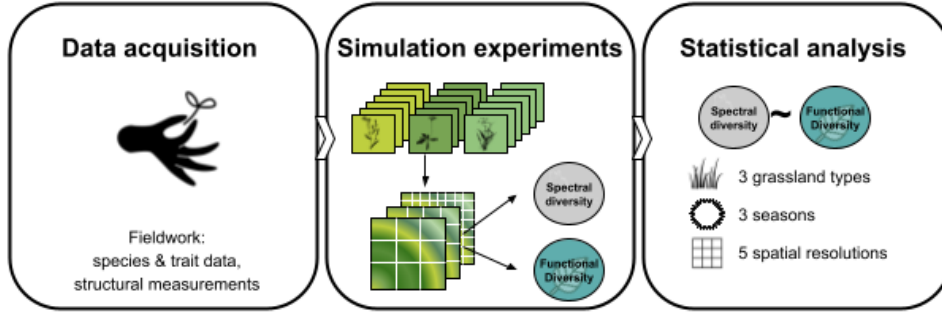 Data acquisition
Fieldwork:
species & trait data,
structural measurements
Simulation experiments
Spectral
diversity
Functional
Diversity
Statistical analysis
Spectral
diversity
~
Functional
Diversity
3 grassland types
3 seasons
5 spatial resolutions